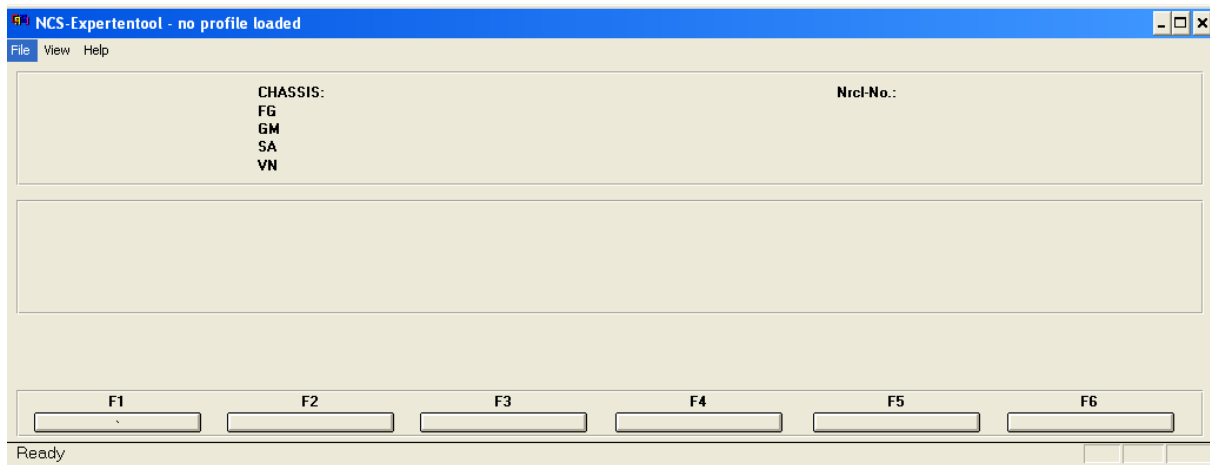 NCS-Expertentool - no profile loaded
File View Help
CHASSIS: Nrcl-No.:
FG
GM
SA
VN
F1 F2 F3 F4 F5 F6
Ready